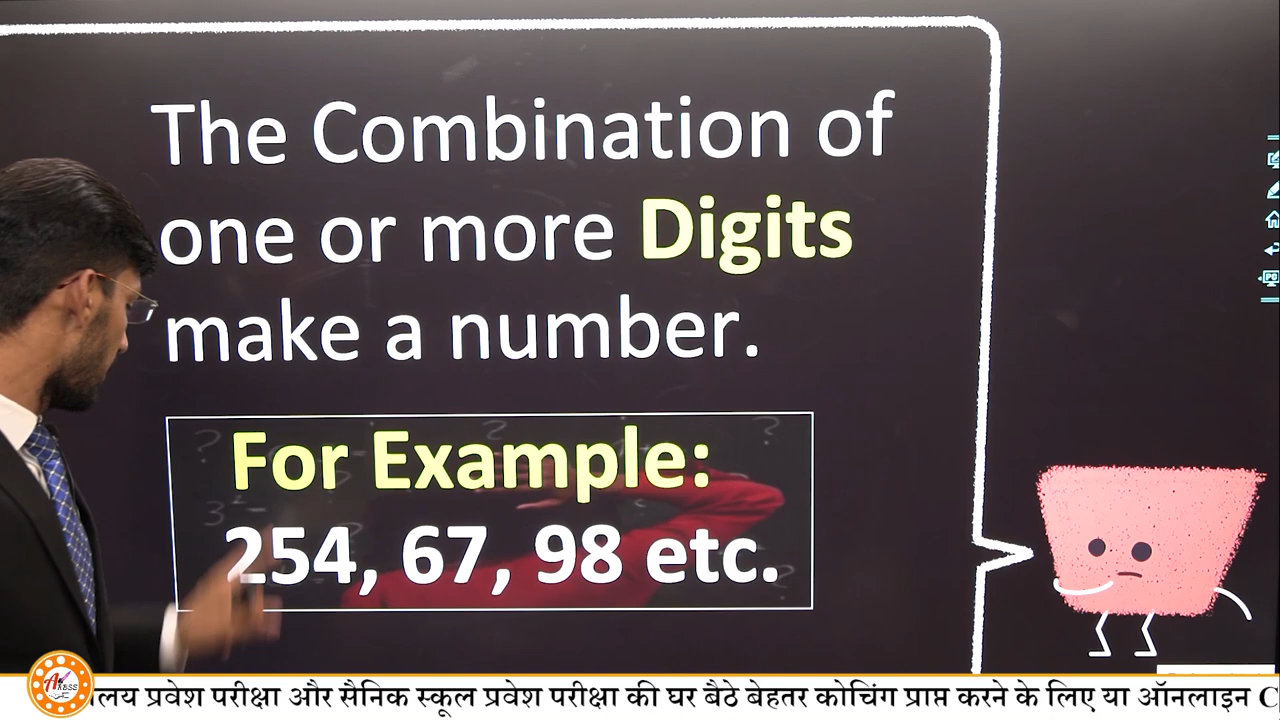 The Combination of
one or more Digits
make a number.
For Example:
254, 67, 98 etc.
प्रवेश परीक्षा और सैनिक स्कूल प्रवेश परीक्षा की घर बैठे बेहतर कोचिंग प्राप्त करने के लिए या ऑनलाइन